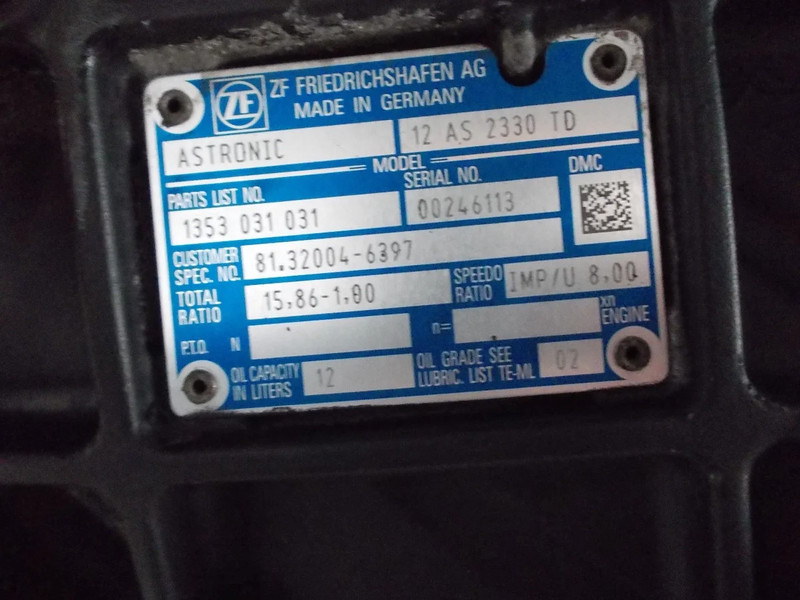 ZF
ZF FRIEDRICHSHAFEN AG
MADE IN GERMANY
ASTRONIC
12 AS 2330 TD
MODEL
PARTS LIST NO.
SERIAL NO.
DMC
1353 031 031
00246113
CUSTOMER
SPEC. NO.
81.32004-6397
TOTAL
RATIO
15,86-1,00
SPEEDO
RATIO
IMP/U 8,00
P.T.O. N
n=
xn
ENGINE
OIL CAPACITY
IN LITERS
12
OIL GRADE SEE
LUBRIC. LIST TE-ML
02